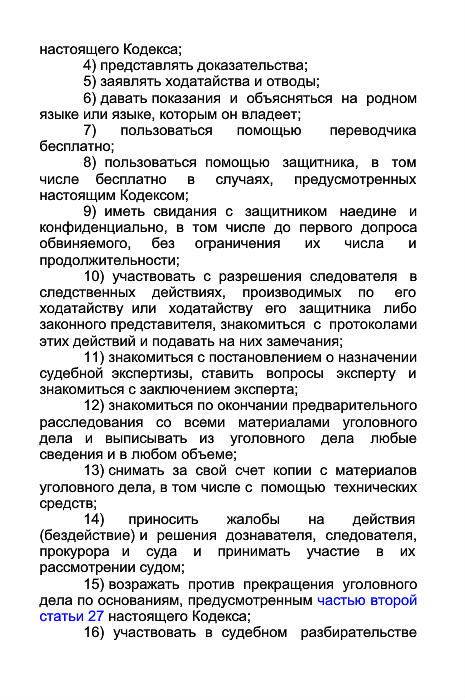 настоящего Кодекса;
4) представлять доказательства;
5) заявлять ходатайства и отводы;
6) давать показания и объясняться на родном
языке или языке, которым он владеет;
7) пользоваться помощью переводчика
бесплатно;
8) пользоваться помощью защитника, в том
числе бесплатно в случаях, предусмотренных
настоящим Кодексом;
9) иметь свидания с защитником наедине и
конфиденциально, в том числе до первого допроса
обвиняемого, без ограничения их числа и
продолжительности;
10) участвовать с разрешения следователя в
следственных действиях, производимых по его
ходатайству или ходатайству его защитника либо
законного представителя, знакомиться с протоколами
этих действий и подавать на них замечания;
11) знакомиться с постановлением о назначении
судебной экспертизы, ставить вопросы эксперту и
знакомиться с заключением эксперта;
12) знакомиться по окончании предварительного
расследования со всеми материалами уголовного
дела и выписывать из уголовного дела любые
сведения и в любом объеме;
13) снимать за свой счет копии с материалов
уголовного дела, в том числе с помощью технических
средств;
14) приносить жалобы на действия
(бездействие) и решения дознавателя, следователя,
прокурора и суда и принимать участие в их
рассмотрении судом;
15) возражать против прекращения уголовного
дела по основаниям, предусмотренным частью второй
статьи 27 настоящего Кодекса;
16) участвовать в судебном разбирательстве